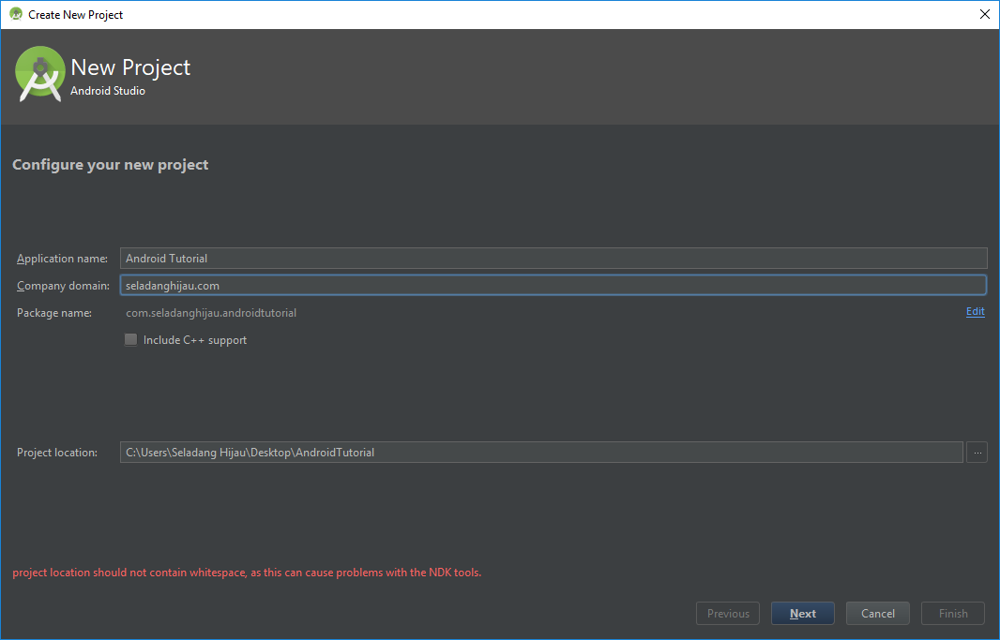 Create New Project
New Project
Android Studio
Configure your new project
Application name: Android Tutorial
Company domain: seladanghijau.com
Package name: com.seladanghijau.androidtutorial Edit
Include C++ support
Project location: C:\Users\Seladang Hijau\Desktop\AndroidTutorial ...
project location should not contain whitespace, as this can cause problems with the NDK tools.
Previous Next Cancel Finish